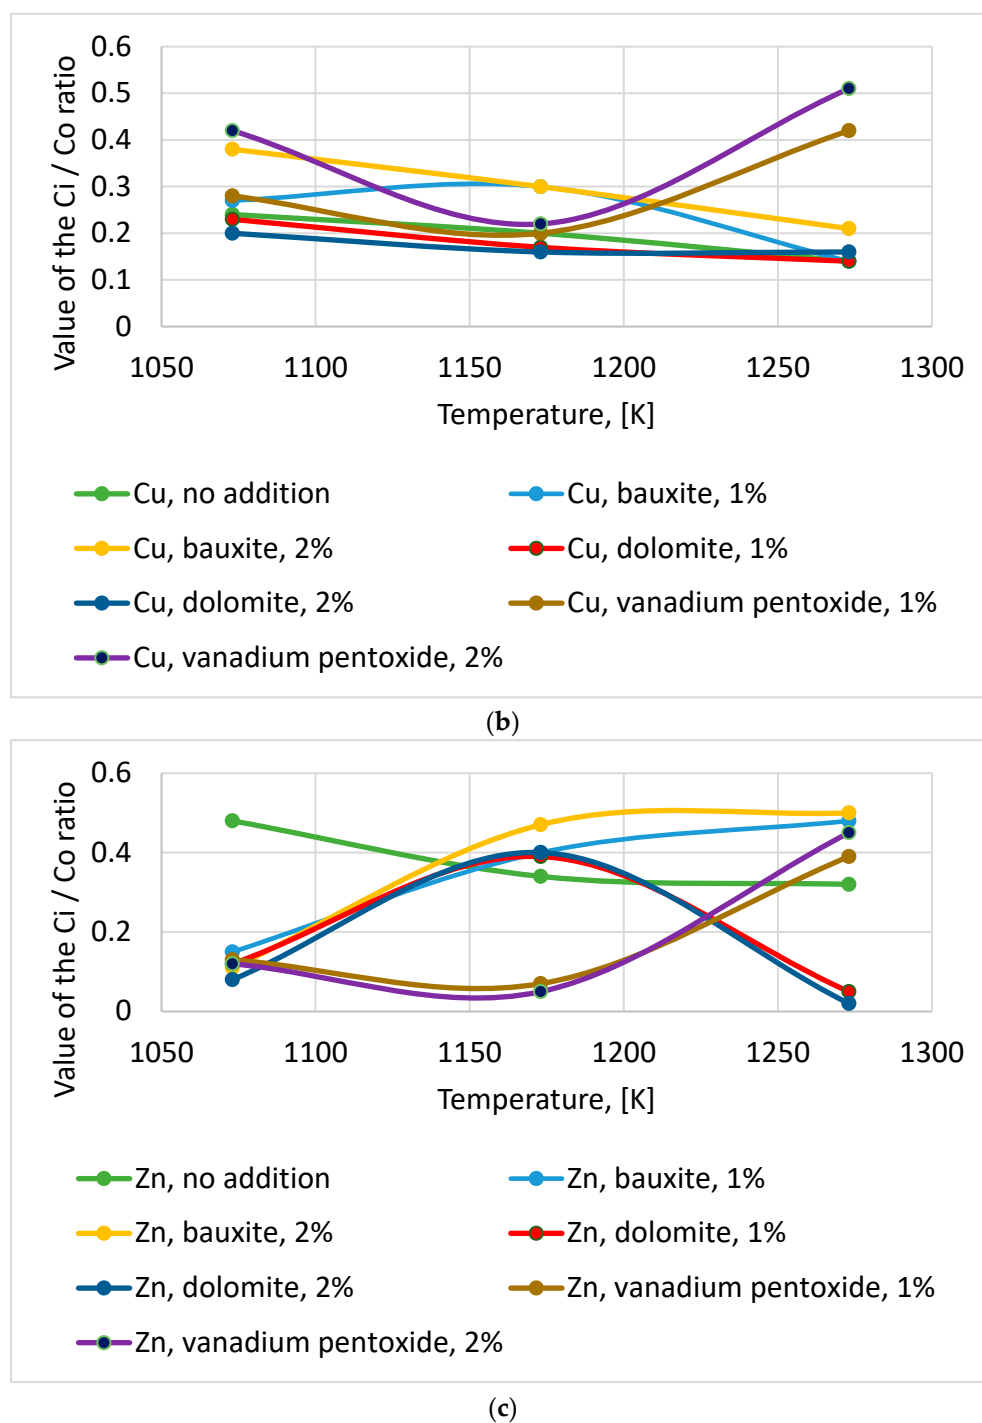 Value of the Ci / Co ratio
0.6
0.5
0.4
0.3
0.2
0.1
0
1050 1100 1150 1200 1250 1300
Temperature, [K]
Cu, no addition Cu, bauxite, 1%
Cu, bauxite, 2% Cu, dolomite, 1%
Cu, dolomite, 2% Cu, vanadium pentoxide, 1%
Cu, vanadium pentoxide, 2%
(b)
Value of the Ci / Co ratio
0.6
0.4
0.2
0
1050 1100 1150 1200 1250 1300
Temperature, [K]
Zn, no addition Zn, bauxite, 1%
Zn, bauxite, 2% Zn, dolomite, 1%
Zn, dolomite, 2% Zn, vanadium pentoxide, 1%
Zn, vanadium pentoxide, 2%
(c)